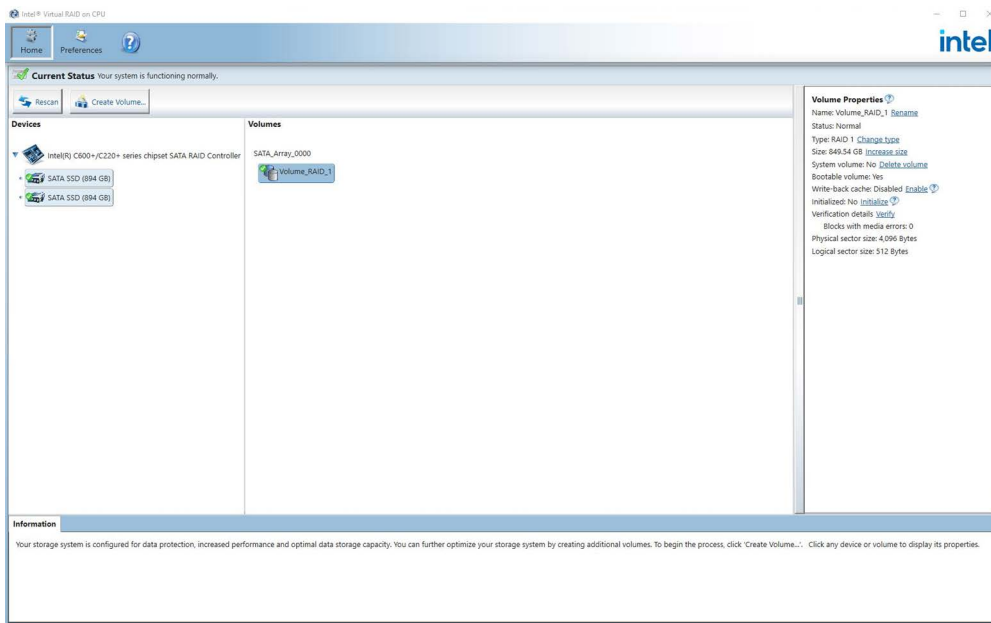 Intel® Virtual RAID on CPU
Home
Preferences
?
intel
Current Status Your system is functioning normally.
Rescan
Create Volume...
Devices
Intel(R) C600+/C220+ series chipset SATA RAID Controller
SATA SSD (894 GB)
SATA SSD (894 GB)
Volumes
SATA_Array_0000
Volume_RAID_1
Volume Properties ?
Name: Volume_RAID_1 Rename
Status: Normal
Type: RAID 1 Change type
Size: 849.54 GB Increase size
System volume: No Delete volume
Bootable volume: Yes
Write-back cache: Disabled Enable ?
Initialized: No Initialize ?
Verification details Verify
Blocks with media errors: 0
Physical sector size: 4,096 Bytes
Logical sector size: 512 Bytes
Information
Your storage system is configured for data protection, increased performance and optimal data storage capacity. You can further optimize your storage system by creating additional volumes. To begin the process, click 'Create Volume...'. Click any device or volume to display its properties.